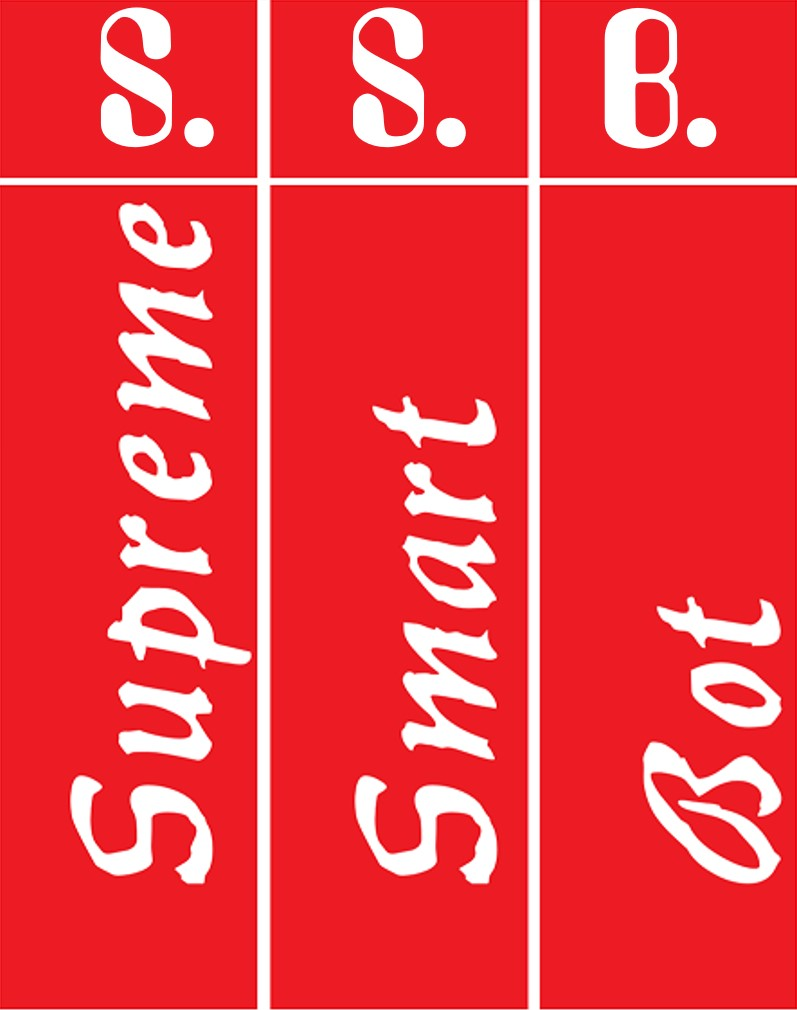 S. S. B.
Supreme
Smart
Bot